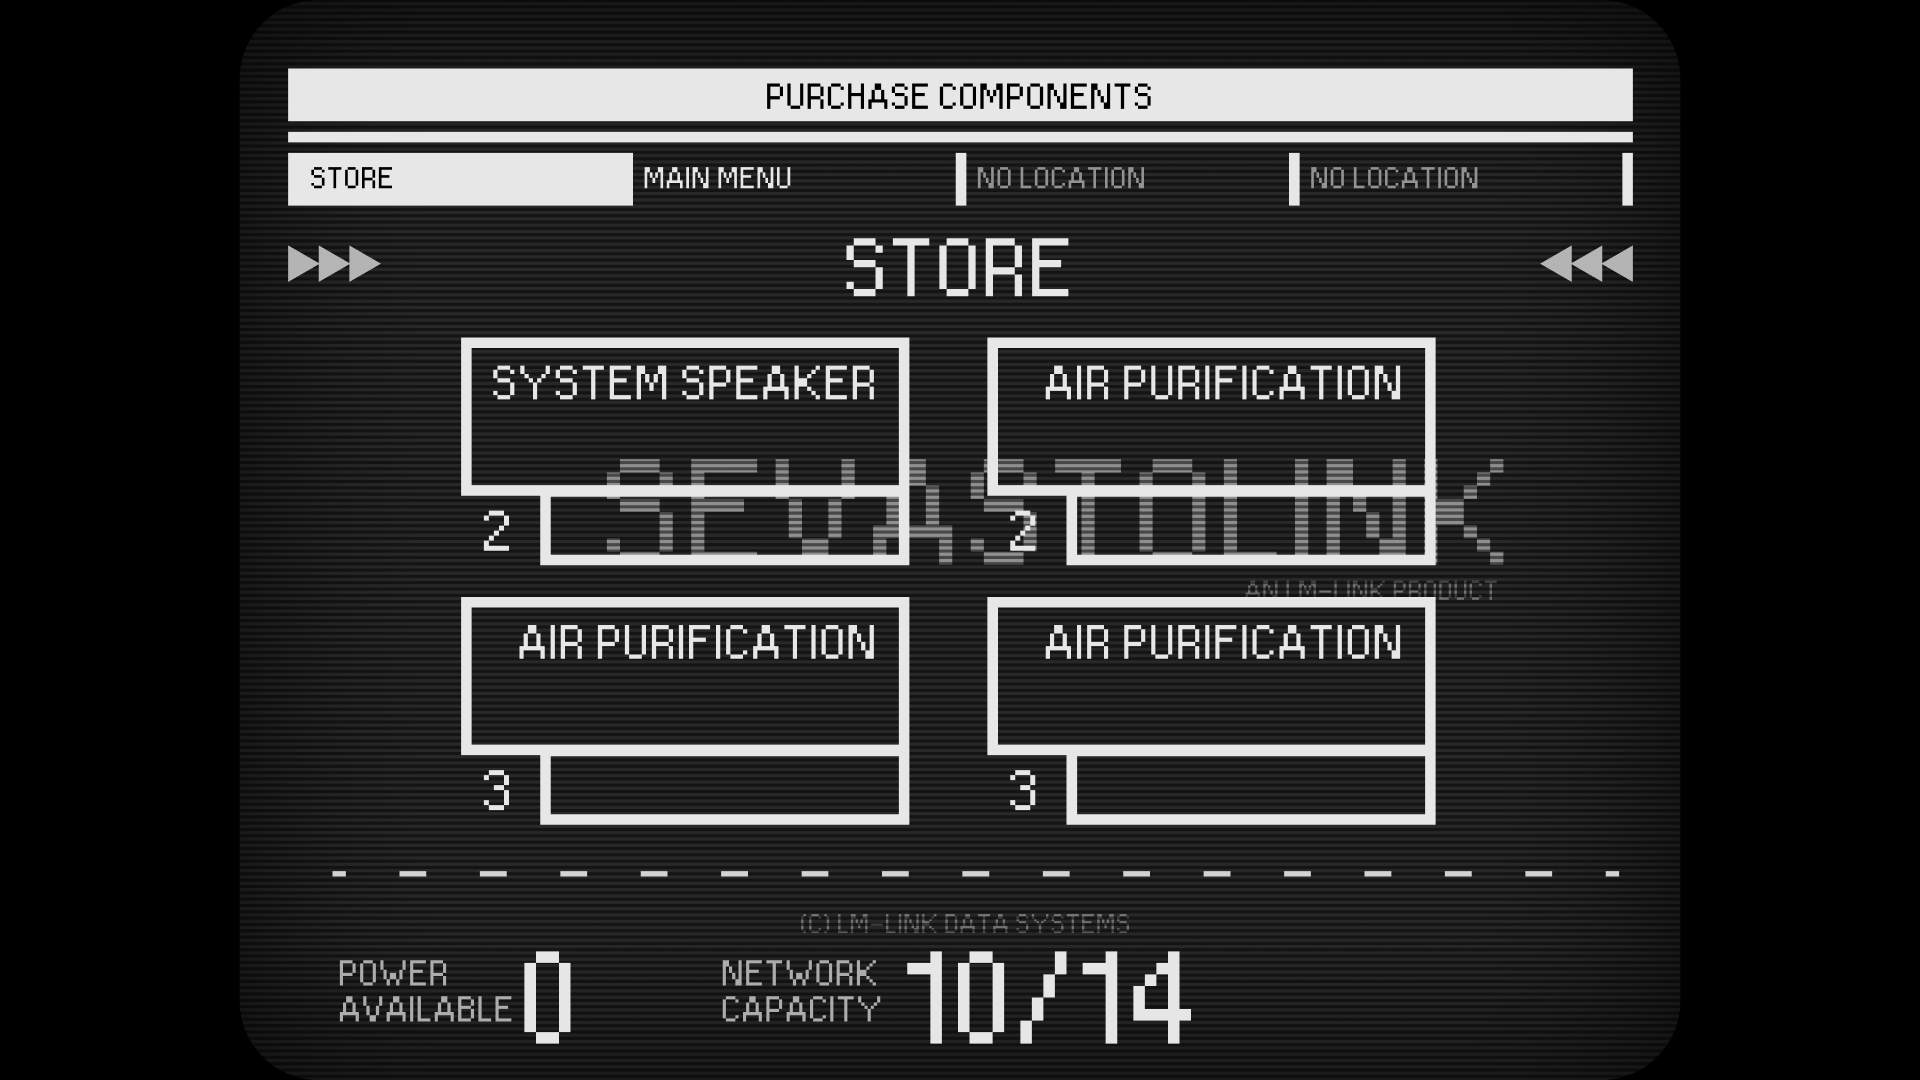 PURCHASE COMPONENTS
STORE MAIN MENU NO LOCATION NO LOCATION
STORE
SYSTEM SPEAKER AIR PURIFICATION
SEVASTOLINK
2 2
AN LM-LINK PRODUCT
AIR PURIFICATION AIR PURIFICATION
3 3
(C) LM-LINK DATA SYSTEMS
POWER AVAILABLE 0 NETWORK CAPACITY 10/14